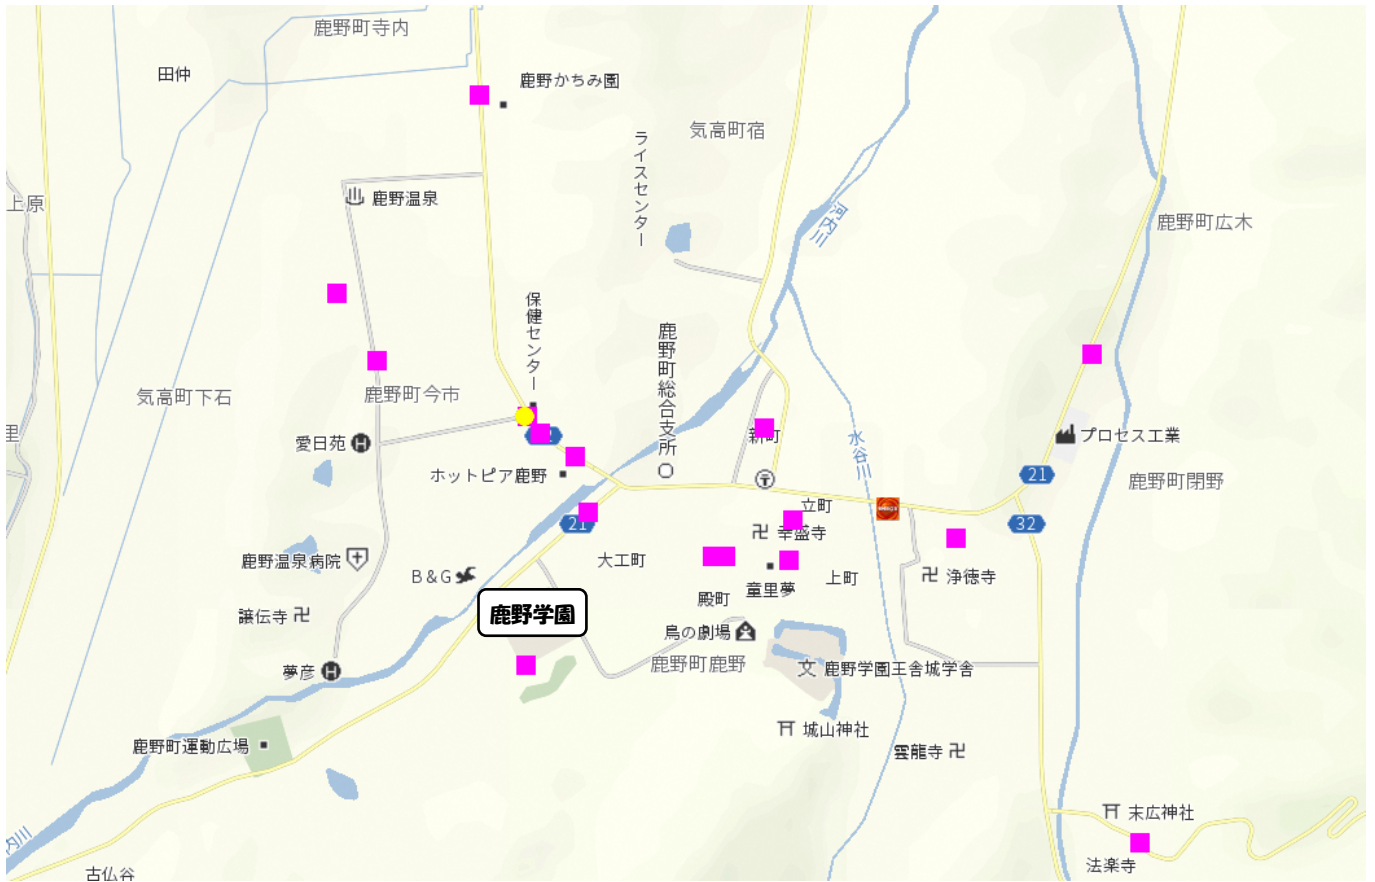 鹿野町寺内
田仲
鹿野かちみ園
気高町宿
ライスセンター
上原
鹿野温泉
河内川
鹿野町広木
保健センター
鹿野町総合支所
気高町下石
鹿野町今市
里
愛日苑
新町
水谷川
プロセス工業
ホットピア鹿野
21
鹿野町閉野
立町
21
32
幸盛寺
鹿野温泉病院
大工町
B&G
童里夢
上町
浄徳寺
殿町
譲伝寺
鹿野学園
鳥の劇場
鹿野町鹿野
鹿野学園王舎城学舎
夢彦
城山神社
鹿野町運動広場
雲龍寺
末広神社
内川
法楽寺
古仏谷